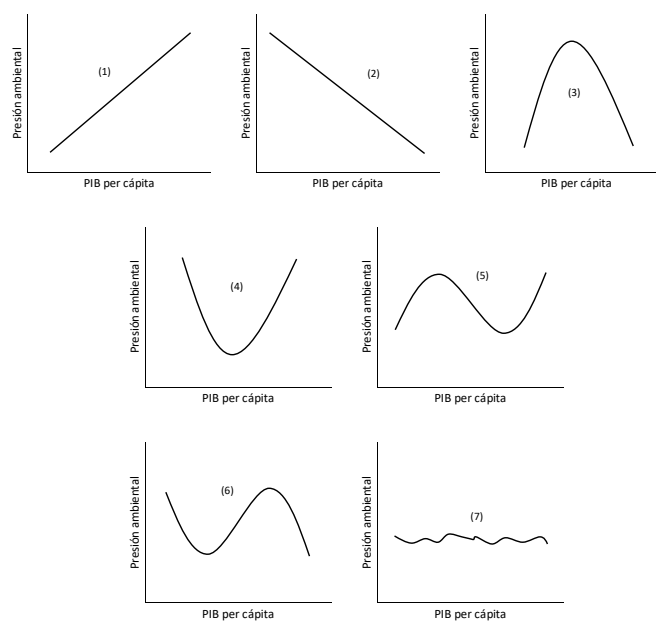 Presión ambiental
(1)
PIB per cápita
Presión ambiental
(2)
PIB per cápita
Presión ambiental
(3)
PIB per cápita
Presión ambiental
(4)
PIB per cápita
Presión ambiental
(5)
PIB per cápita
Presión ambiental
(6)
PIB per cápita
Presión ambiental
(7)
PIB per cápita